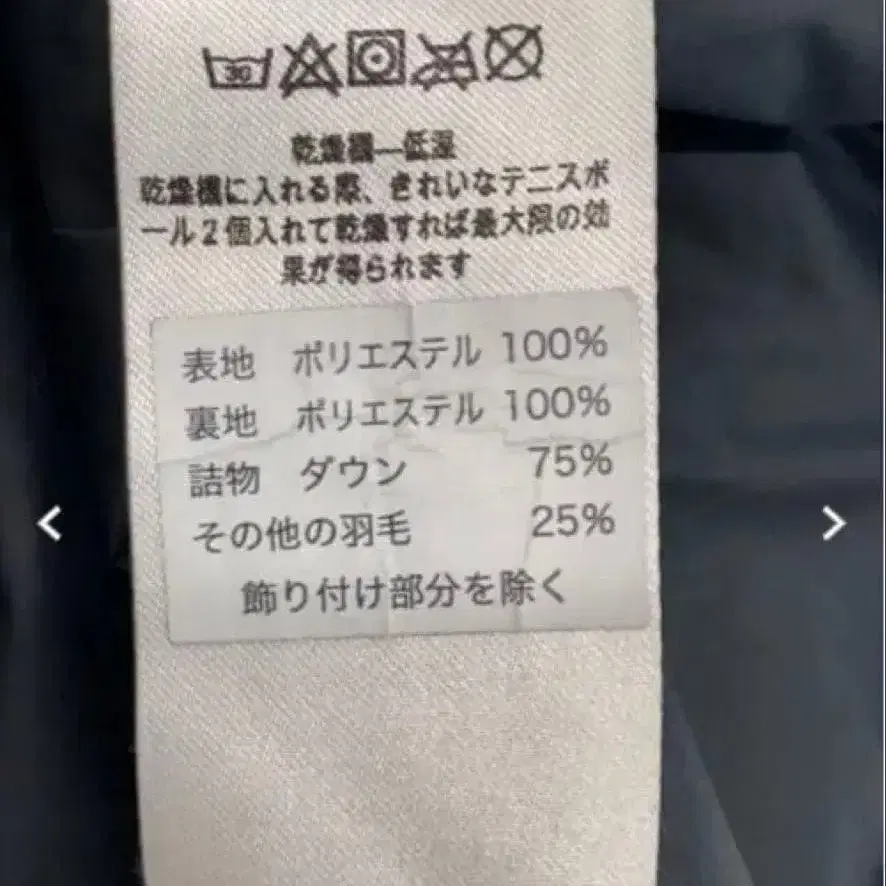 乾燥機—低温
乾燥機に入れる際、きれいなテニスボ
ール2個入れて乾燥すれば最大限の効
果が得られます
表地 ポリエステル 100%
裏地 ポリエステル 100%
詰物 ダウン 75%
その他の羽毛 25%
飾り付け部分を除く